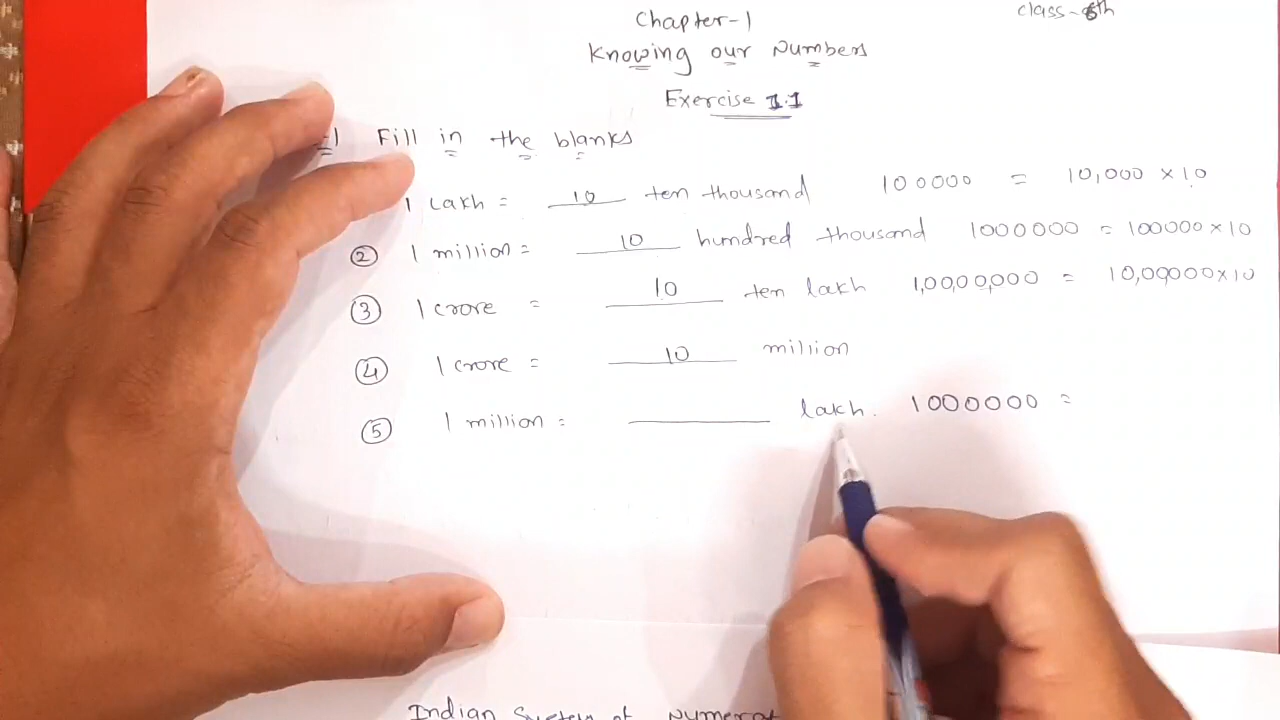 Chapter-1
class-6th
Knowing our Numbers
Exercise 1.1
-1 Fill in the blanks
1 Lakh = 10 ten thousand 100000 = 10,000 × 10
② 1 million = 10 hundred thousand 1000000 = 100000 × 10
③ 1 crore = 10 ten lakh 1,00,00,000 = 10,00000 × 10
④ 1 crore = 10 million
⑤ 1 million = lakh. 1000000 =
Indian System of Numerat